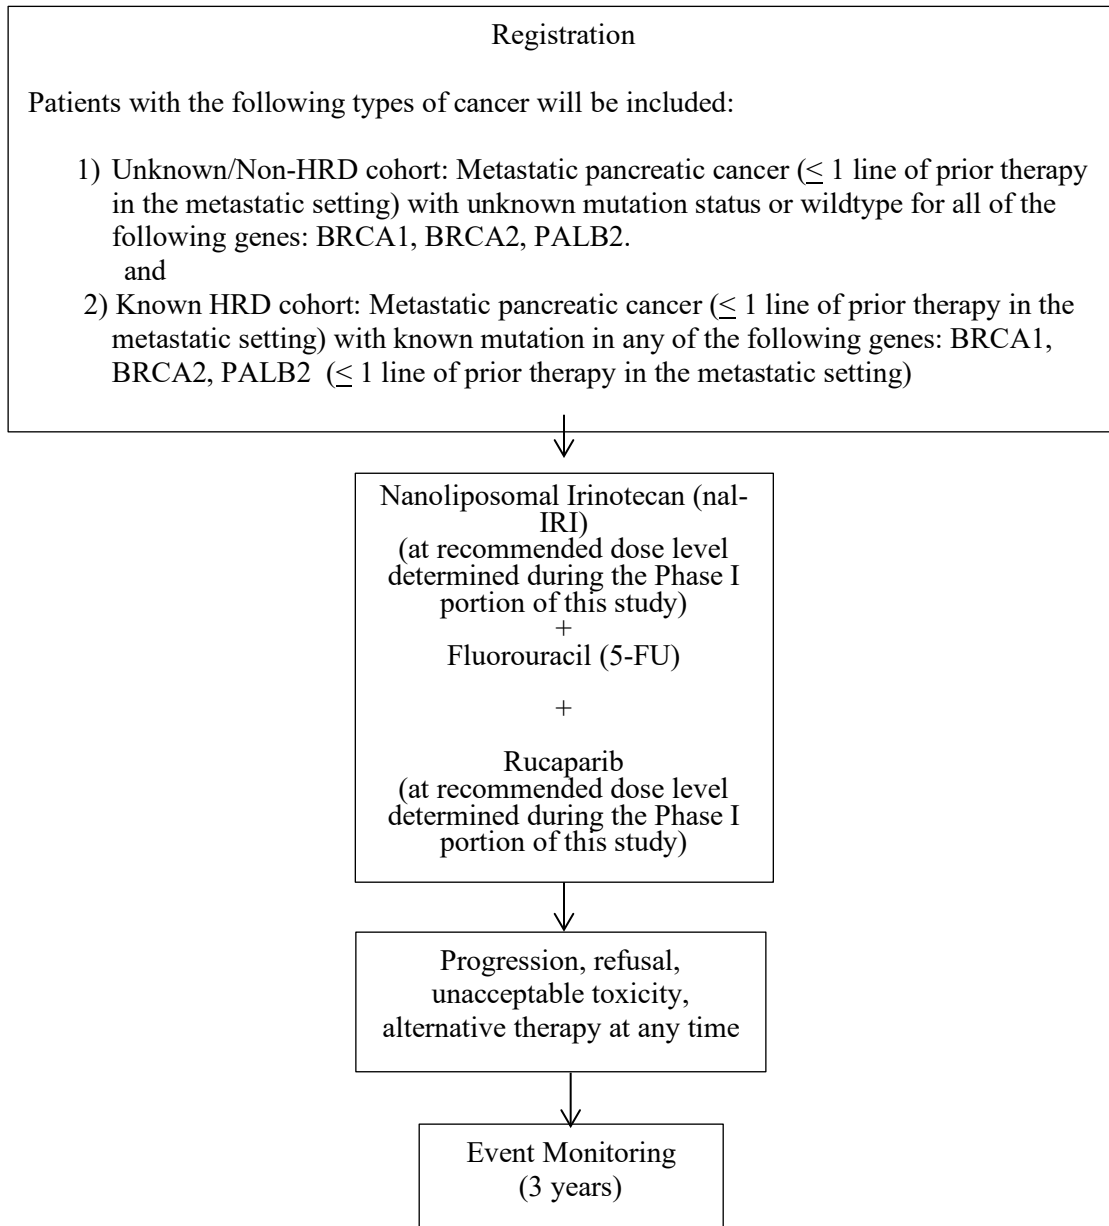 Registration
Patients with the following types of cancer will be included:
1) Unknown/Non-HRD cohort: Metastatic pancreatic cancer (≤ 1 line of prior therapy
in the metastatic setting) with unknown mutation status or wildtype for all of the
following genes: BRCA1, BRCA2, PALB2.
and
2) Known HRD cohort: Metastatic pancreatic cancer (≤ 1 line of prior therapy in the
metastatic setting) with known mutation in any of the following genes: BRCA1,
BRCA2, PALB2 (≤ 1 line of prior therapy in the metastatic setting)
Nanoliposomal Irinotecan (nal-
IRI)
(at recommended dose level
determined during the Phase I
portion of this study)
+
Fluorouracil (5-FU)
+
Rucaparib
(at recommended dose level
determined during the Phase I
portion of this study)
Progression, refusal,
unacceptable toxicity,
alternative therapy at any time
Event Monitoring
(3 years)